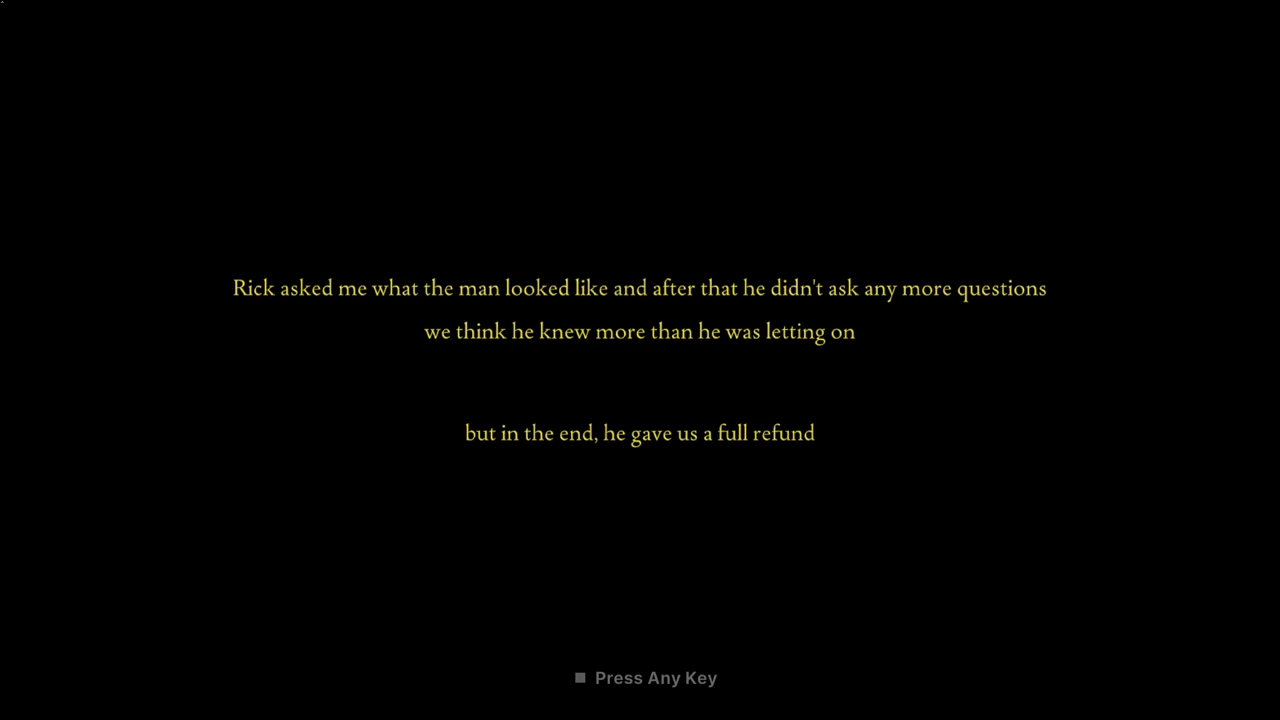 Rick asked me what the man looked like and after that he didn't ask any more questions
we think he knew more than he was letting on
but in the end, he gave us a full refund
Press Any Key